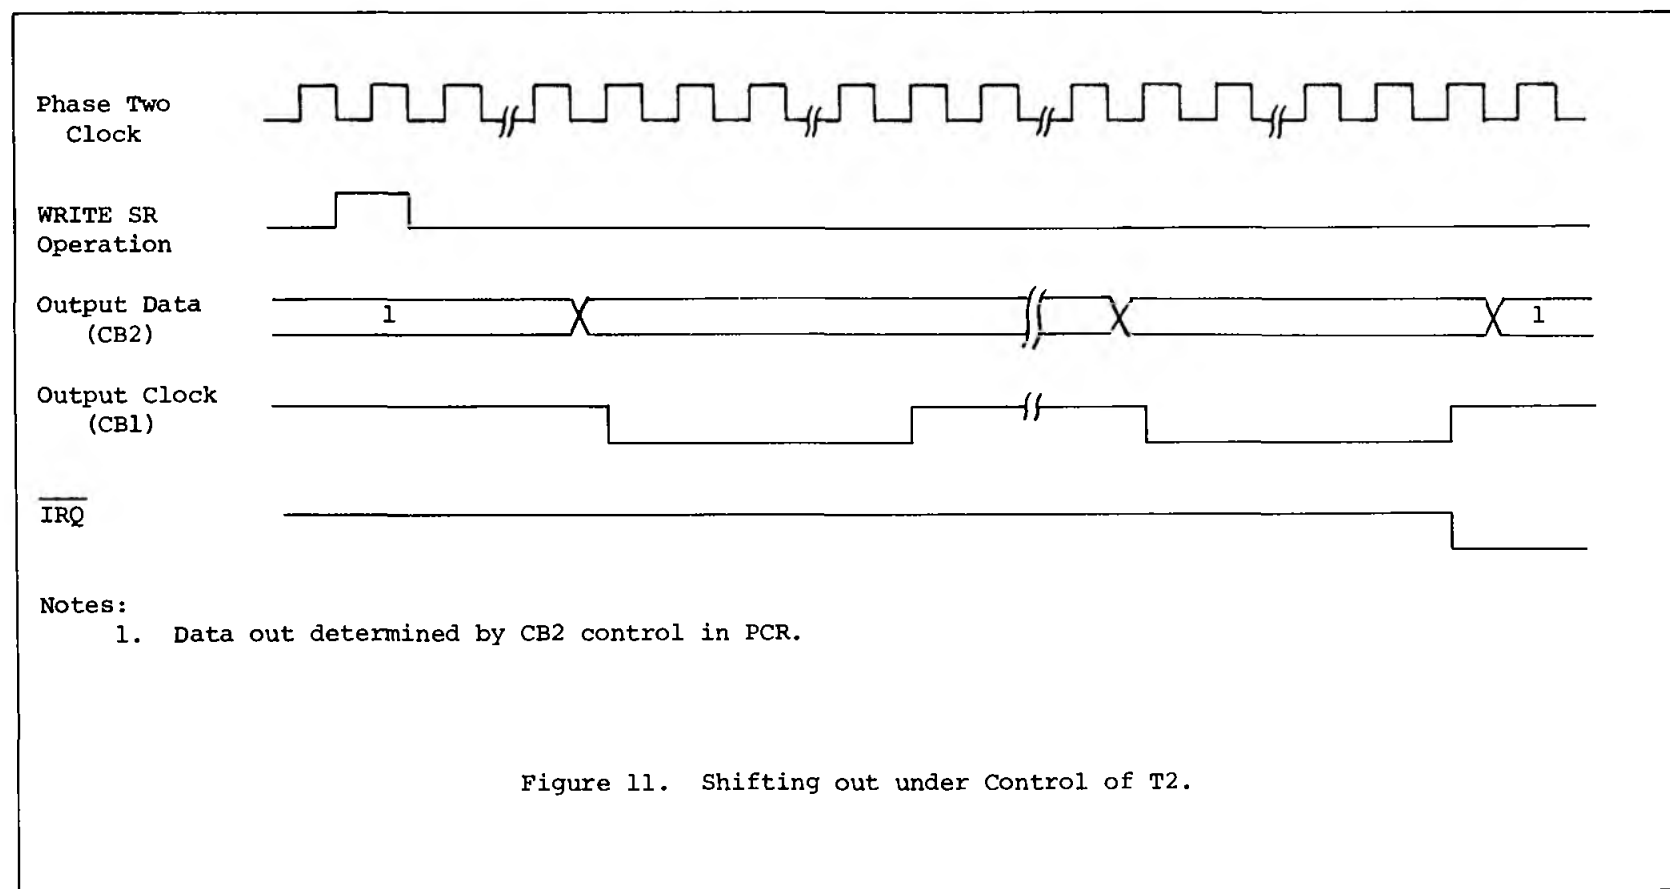 Phase Two
Clock
WRITE SR
Operation
Output Data
(CB2)
1
1
Output Clock
(CB1)
IRQ
Notes:
1. Data out determined by CB2 control in PCR.
Figure 11. Shifting out under Control of T2.